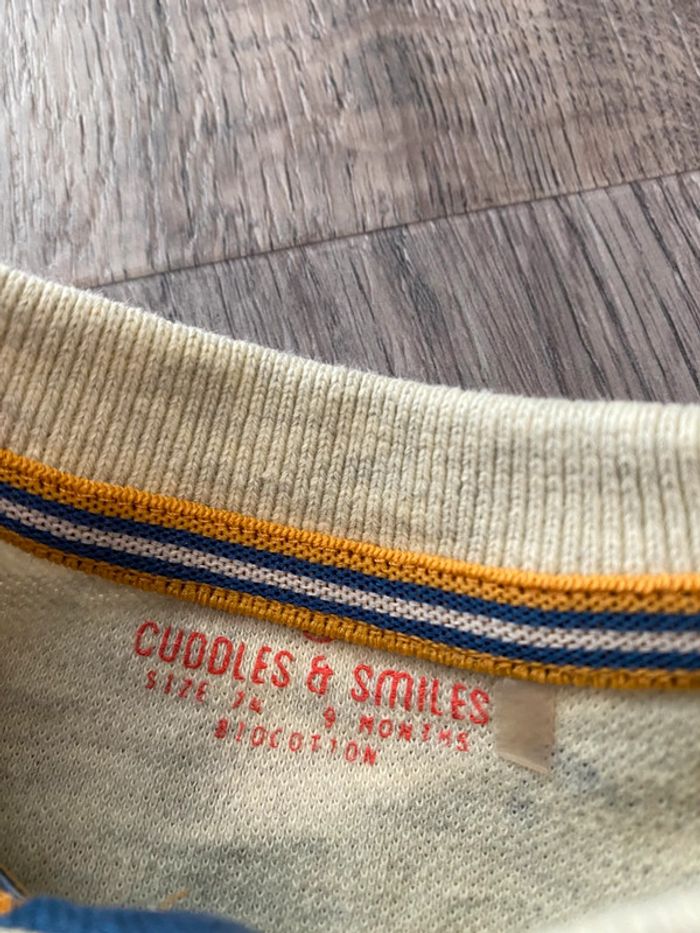 CUDDLES & SMILES
SIZE 74 9 MONTHS
BIOCOTTON